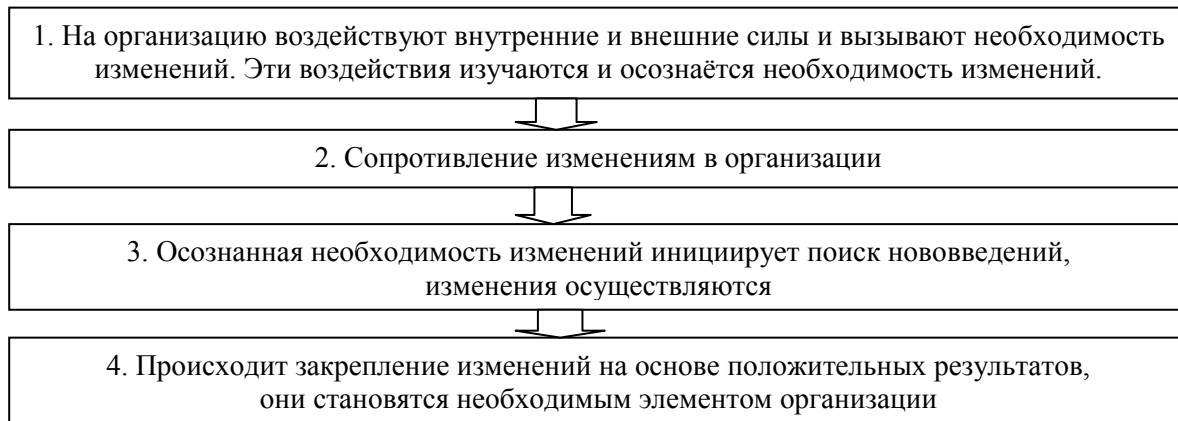 1. На организацию воздействуют внутренние и внешние силы и вызывают необходимость
изменений. Эти воздействия изучаются и осознаётся необходимость изменений.
2. Сопротивление изменениям в организации
3. Осознанная необходимость изменений инициирует поиск нововведений,
изменения осуществляются
4. Происходит закрепление изменений на основе положительных результатов,
они становятся необходимым элементом организации